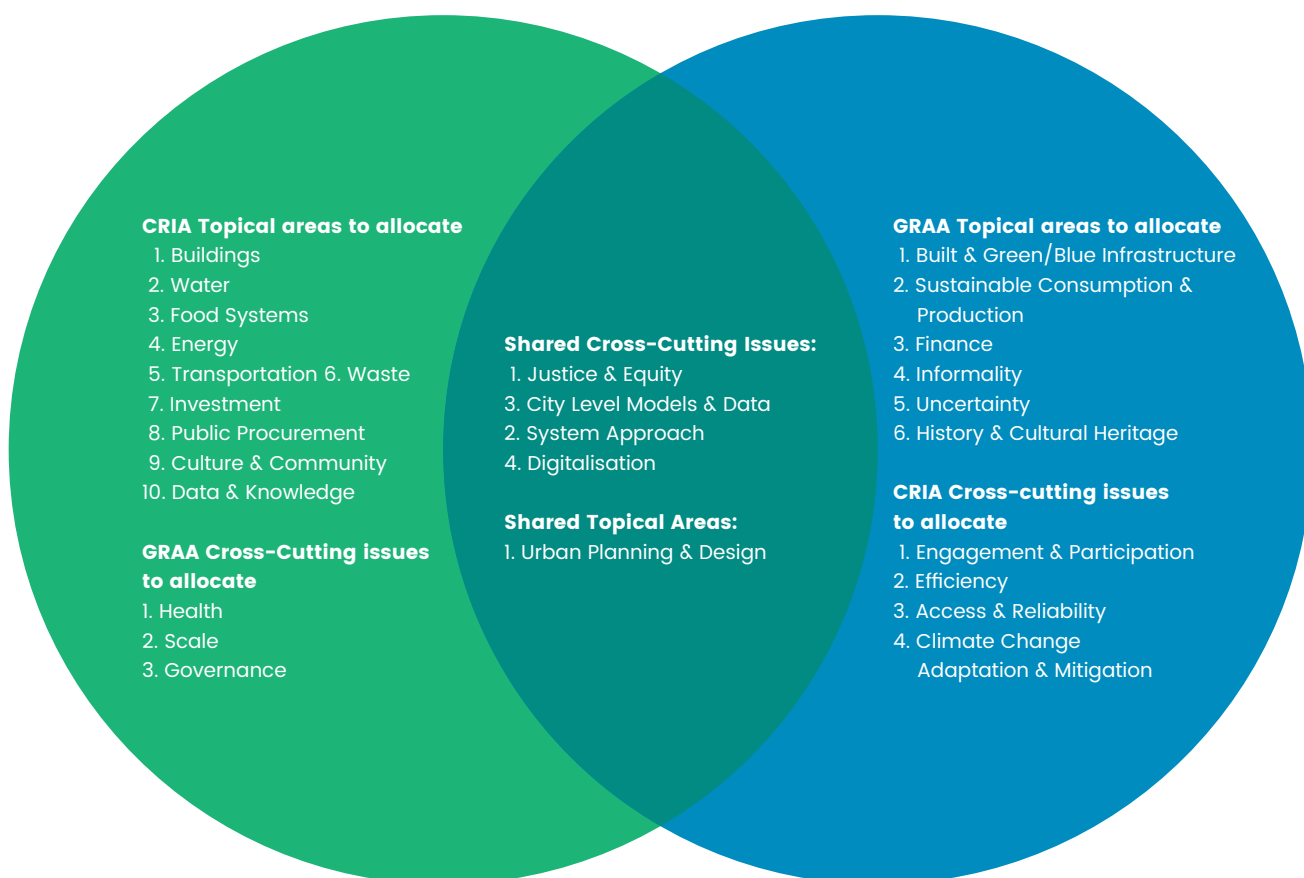 CRIA Topical areas to allocate
1. Buildings
2. Water
3. Food Systems
4. Energy
5. Transportation 6. Waste
7. Investment
8. Public Procurement
9. Culture & Community
10. Data & Knowledge
GRAA Cross-Cutting issues
to allocate
1. Health
2. Scale
3. Governance
Shared Cross-Cutting Issues:
1. Justice & Equity
3. City Level Models & Data
2. System Approach
4. Digitalisation
Shared Topical Areas:
1. Urban Planning & Design
GRAA Topical areas to allocate
1. Built & Green/Blue Infrastructure
2. Sustainable Consumption &
Production
3. Finance
4. Informality
5. Uncertainty
6. History & Cultural Heritage
CRIA Cross-cutting issues
to allocate
1. Engagement & Participation
2. Efficiency
3. Access & Reliability
4. Climate Change
Adaptation & Mitigation